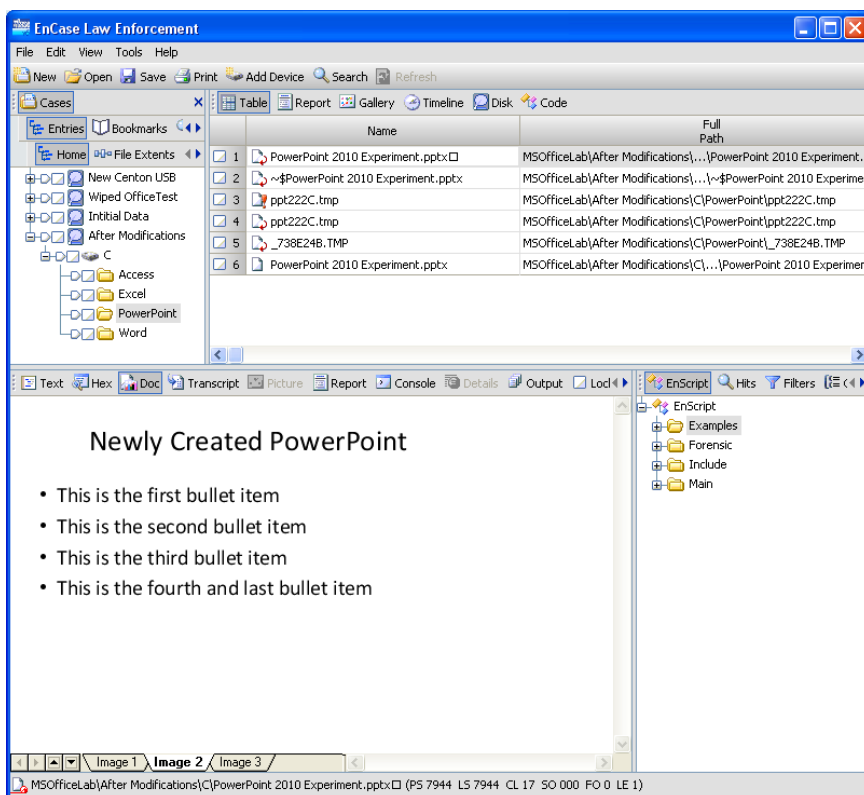 EnCase Law Enforcement
File Edit View Tools Help
New Open Save Print Add Device Search Refresh
Cases
Entries Bookmarks
Home File Extents
New Centon USB
Wiped OfficeTest
Intitial Data
After Modifications
C
Access
Excel
PowerPoint
Word
Table Report Gallery Timeline Disk Code
Name Full Path
1 PowerPoint 2010 Experiment.pptx□ MSOfficeLab\After Modifications\...\PowerPoint 2010 Experiment.
2 ~$PowerPoint 2010 Experiment.pptx MSOfficeLab\After Modifications\...\~$PowerPoint 2010 Experime
3 ppt222C.tmp MSOfficeLab\After Modifications\C\PowerPoint\ppt222C.tmp
4 ppt222C.tmp MSOfficeLab\After Modifications\C\PowerPoint\ppt222C.tmp
5 _738E24B.TMP MSOfficeLab\After Modifications\C\PowerPoint\_738E24B.TMP
6 PowerPoint 2010 Experiment.pptx MSOfficeLab\After Modifications\C\...\PowerPoint 2010 Experimer
Text Hex Doc Transcript Picture Report Console Details Output Lock
Newly Created PowerPoint
• This is the first bullet item
• This is the second bullet item
• This is the third bullet item
• This is the fourth and last bullet item
Image 1 Image 2 Image 3
EnScript Hits Filters
EnScript
Examples
Forensic
Include
Main
MSOfficeLab\After Modifications\C\PowerPoint 2010 Experiment.pptx□ (PS 7944 LS 7944 CL 17 SO 000 FO 0 LE 1)